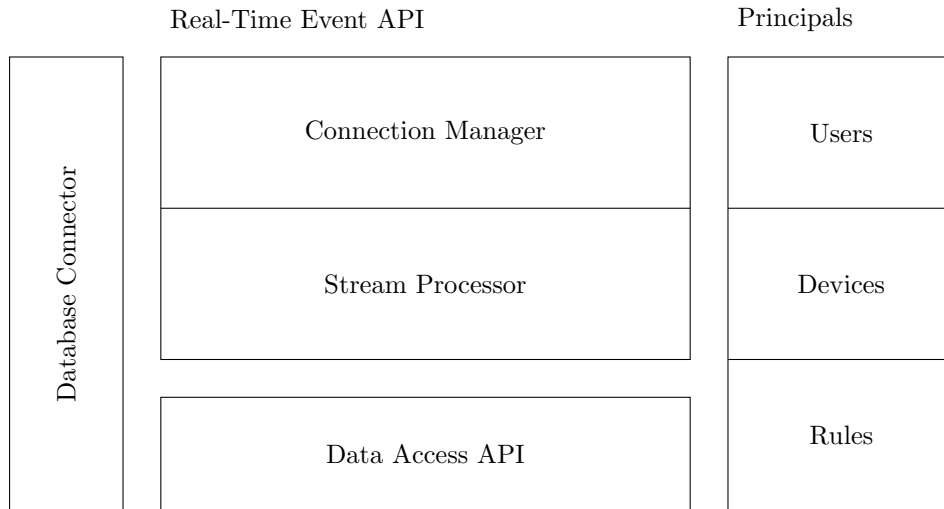 Real-Time Event API
Principals
Database Connector
Connection Manager
Users
Stream Processor
Devices
Data Access API
Rules